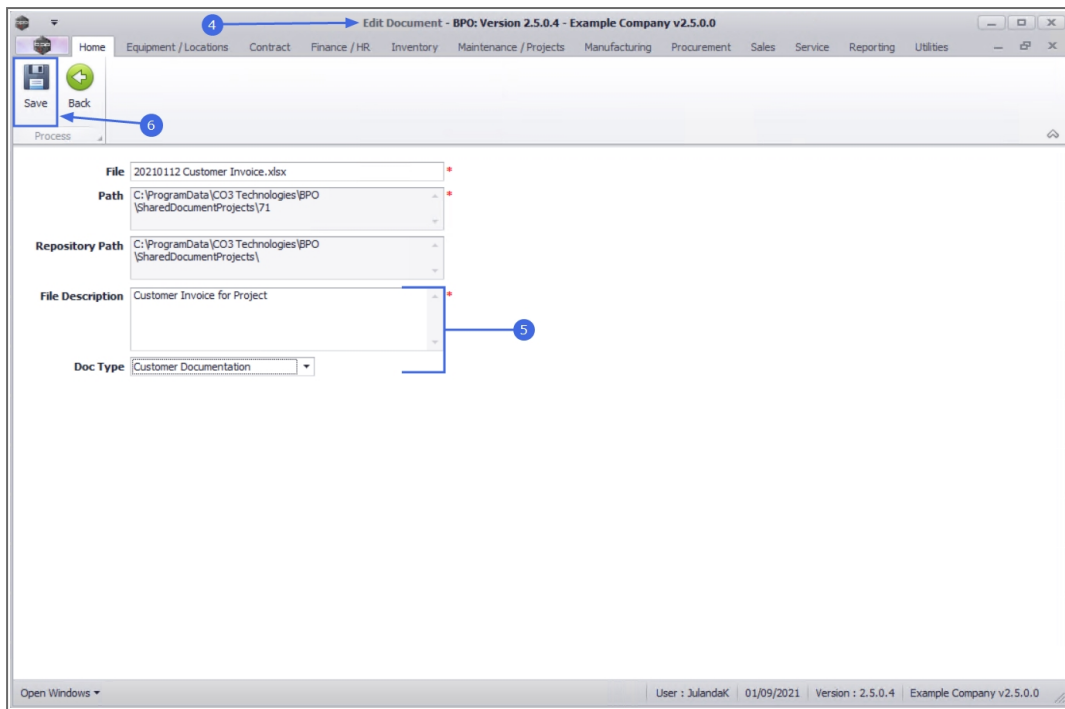 4
Edit Document - BPO: Version 2.5.0.4 - Example Company v2.5.0.0
Home Equipment / Locations Contract Finance / HR Inventory Maintenance / Projects Manufacturing Procurement Sales Service Reporting Utilities
Save Back
6
Process
File 20210112 Customer Invoice.xlsx *
Path C:\ProgramData\CO3 Technologies\BPO *
\SharedDocumentProjects\71
Repository Path C:\ProgramData\CO3 Technologies\BPO
\SharedDocumentProjects\
File Description Customer Invoice for Project *
5
Doc Type Customer Documentation
Open Windows User : JulandaK 01/09/2021 Version : 2.5.0.4 Example Company v2.5.0.0